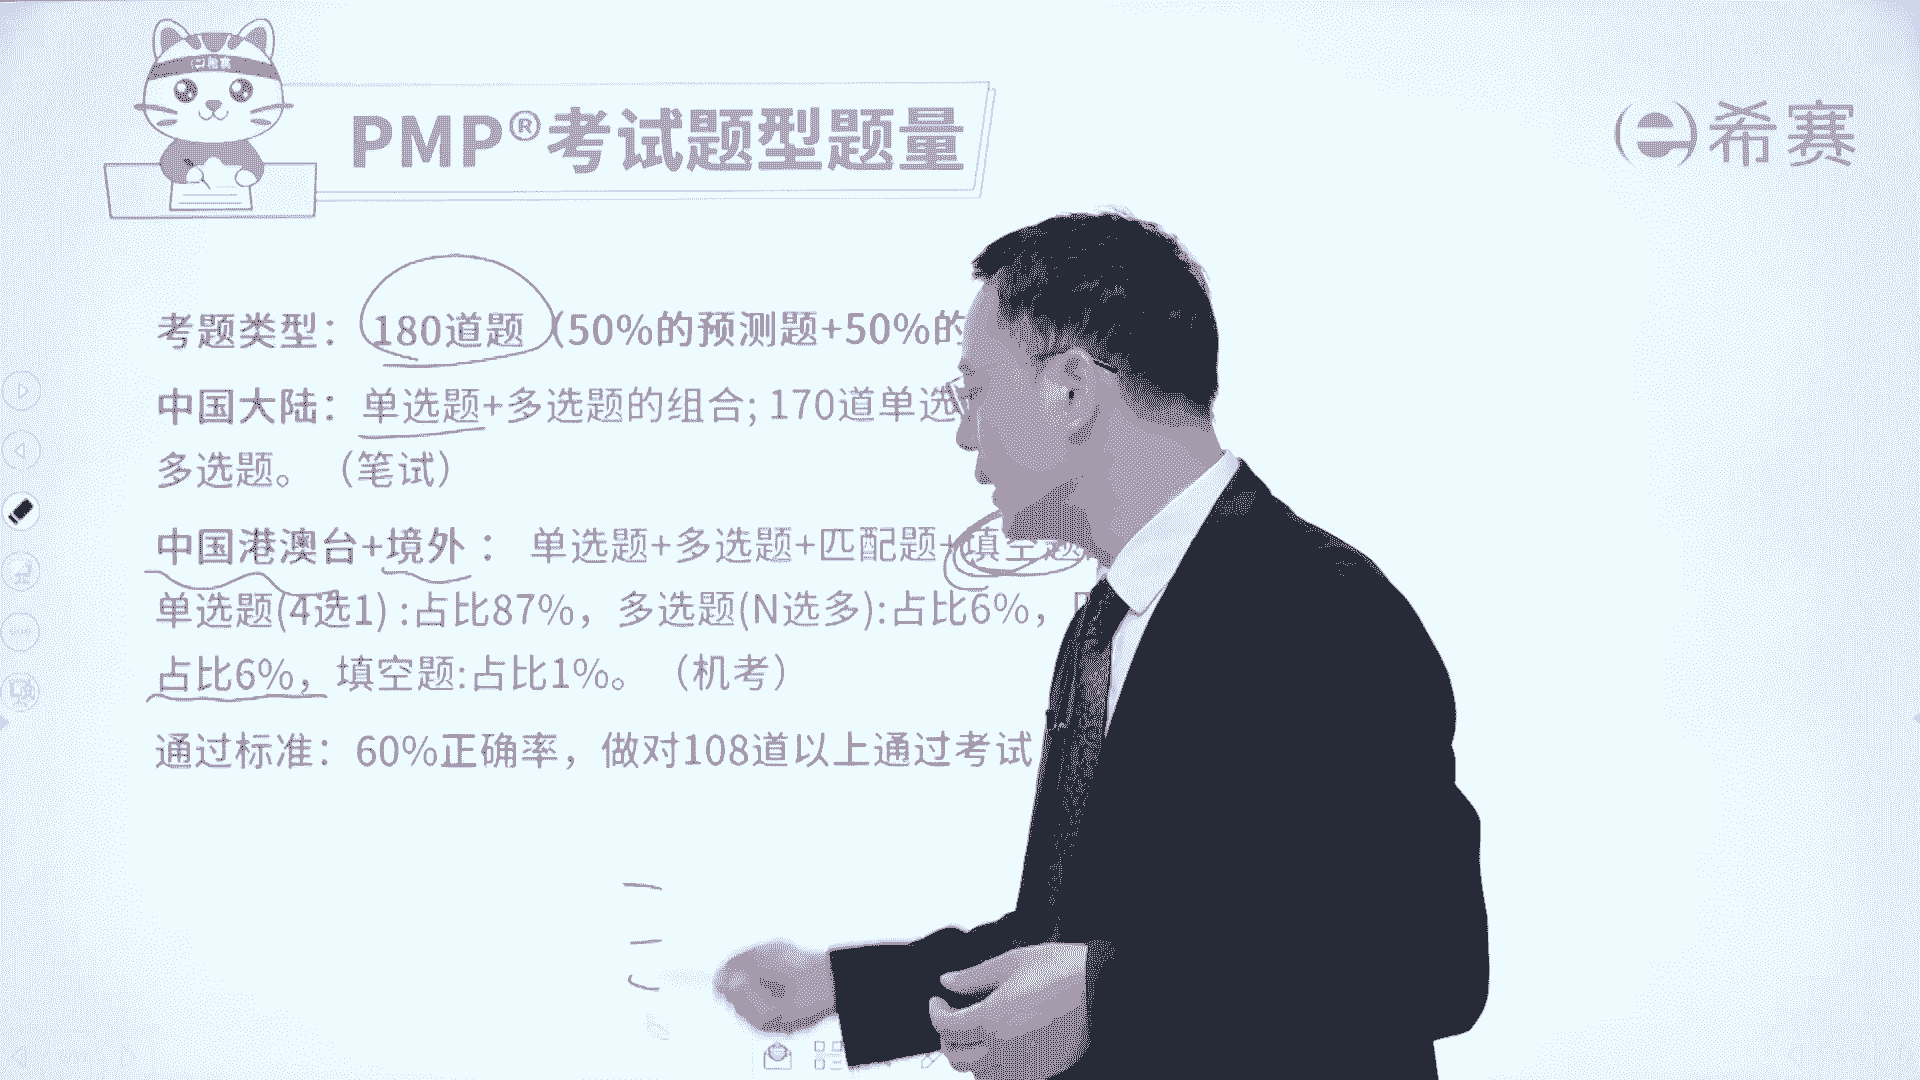 希赛
PMP®考试题型题量
希赛
考题类型：180道题（50%的预测题+50%的
中国大陆：单选题+多选题的组合; 170道单选
多选题。（笔试）
中国港澳台+境外： 单选题+多选题+匹配题+填空题
单选题(4选1) :占比87%，多选题(N选多):占比6%，
占比6%，填空题:占比1%。（机考）
通过标准：60%正确率，做对108道以上通过考试